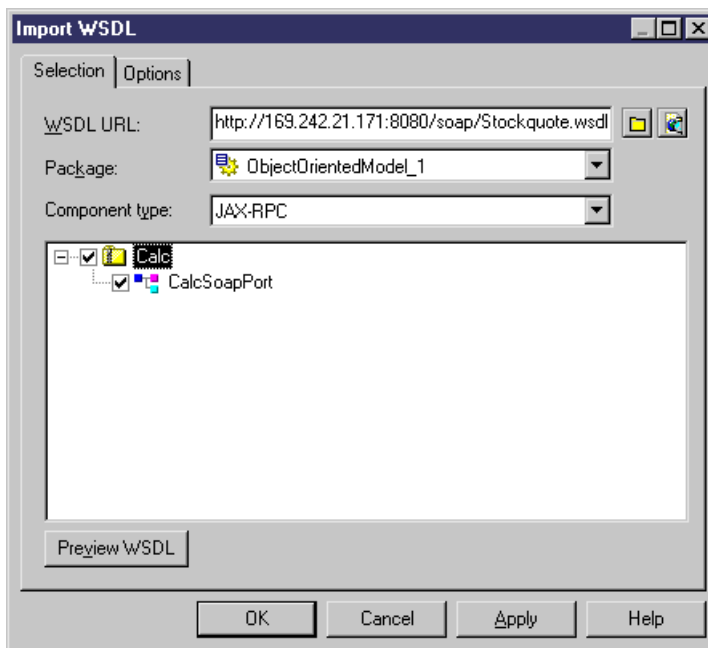 Import WSDL
Selection Options
WSDL URL: http://169.242.21.171:8080/soap/Stockquote.wsdl
Package: ObjectOrientedModel_1
Component type: JAX-RPC
Calc
CalcSoapPort
Preview WSDL
OK Cancel Apply Help